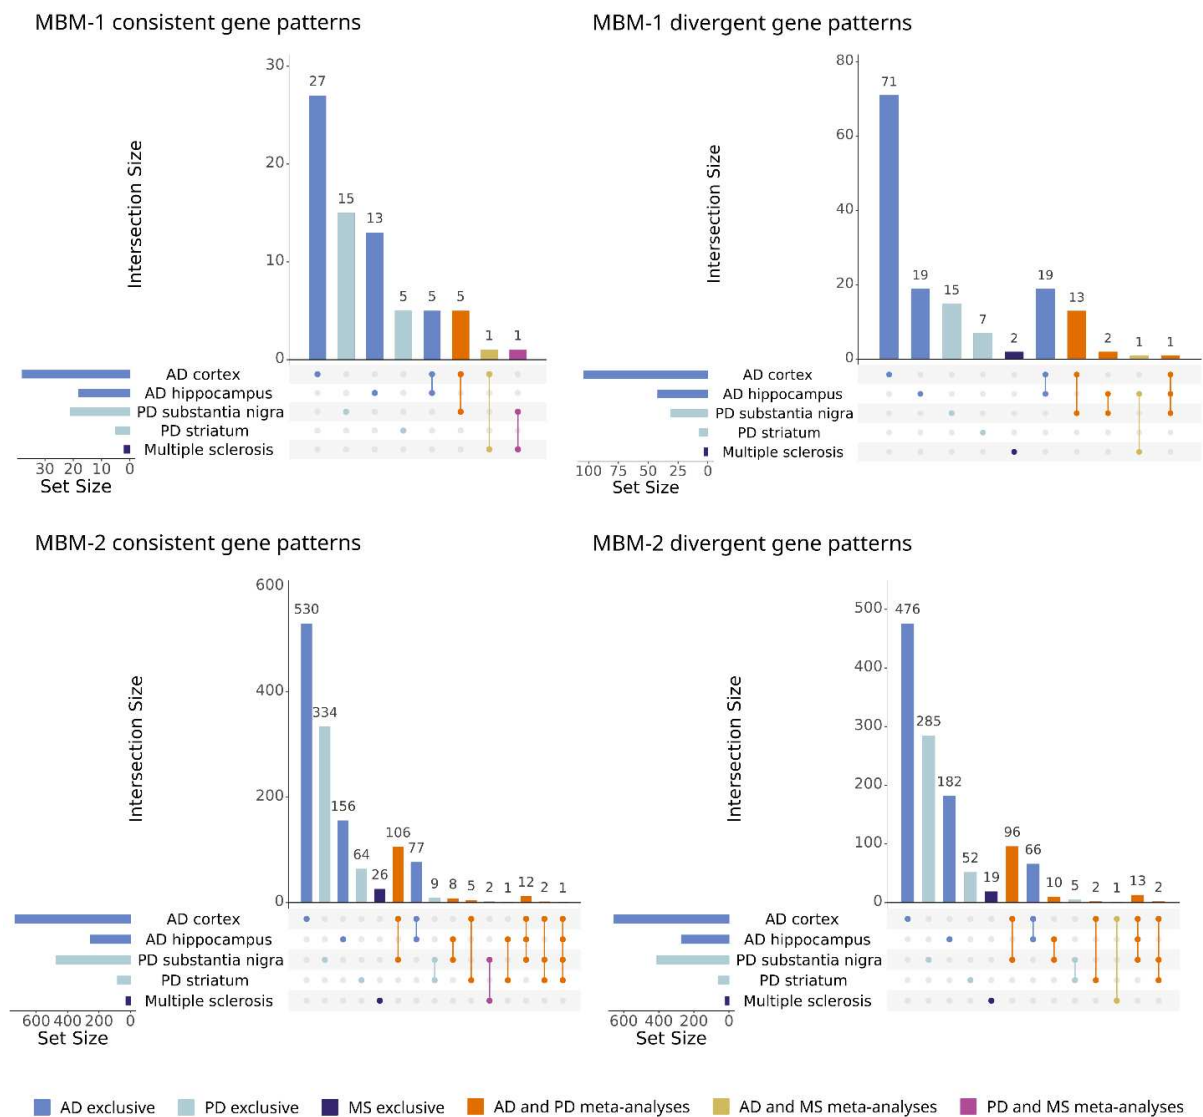 MBM-1 consistent gene patterns
30
20
10
0
Intersection Size
27
15
13
5
5
5
1
1
AD cortex
AD hippocampus
PD substantia nigra
PD striatum
Multiple sclerosis
30 20 10 0
Set Size
MBM-1 divergent gene patterns
80
60
40
20
0
Intersection Size
71
19
15
7
2
19
13
2
1
1
AD cortex
AD hippocampus
PD substantia nigra
PD striatum
Multiple sclerosis
100 75 50 25 0
Set Size
MBM-2 consistent gene patterns
600
400
200
0
Intersection Size
530
334
156
64
26
106
77
9
8
5
2
1
12
2
1
AD cortex
AD hippocampus
PD substantia nigra
PD striatum
Multiple sclerosis
600 400 200 0
Set Size
MBM-2 divergent gene patterns
500
400
300
200
100
0
Intersection Size
476
285
182
52
19
96
66
10
5
2
1
13
2
AD cortex
AD hippocampus
PD substantia nigra
PD striatum
Multiple sclerosis
600 400 200 0
Set Size
AD exclusive PD exclusive MS exclusive AD and PD meta-analyses AD and MS meta-analyses PD and MS meta-analyses